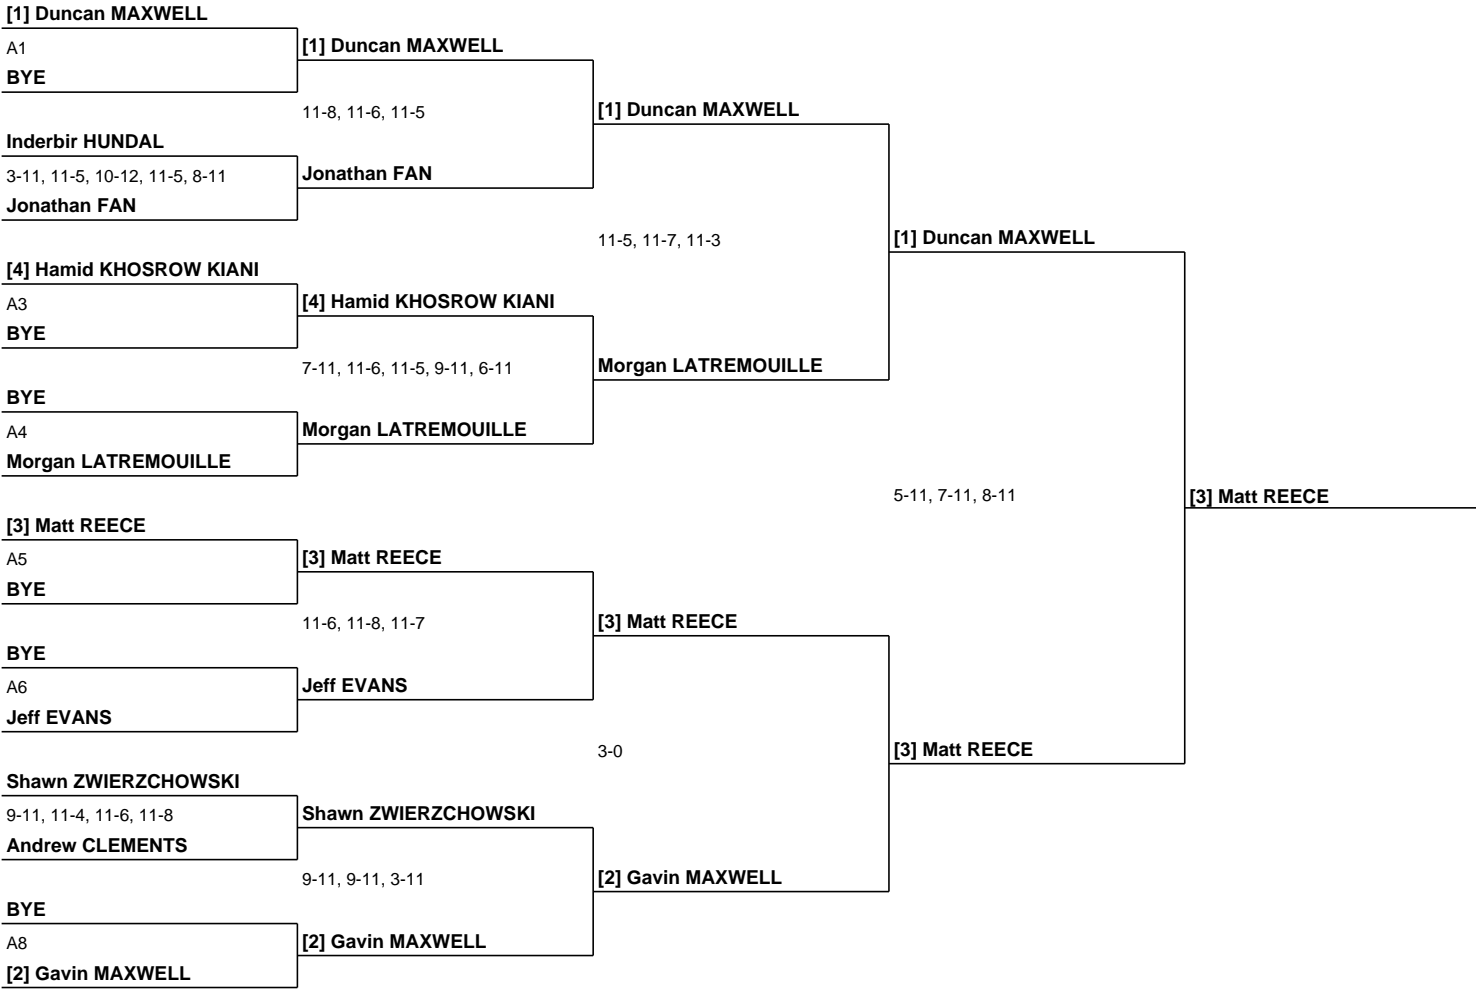 [1] Duncan MAXWELL
A1
[1] Duncan MAXWELL
BYE
11-8, 11-6, 11-5
[1] Duncan MAXWELL
Inderbir HUNDAL
3-11, 11-5, 10-12, 11-5, 8-11
Jonathan FAN
Jonathan FAN
11-5, 11-7, 11-3
[1] Duncan MAXWELL
[4] Hamid KHOSROW KIANI
A3
[4] Hamid KHOSROW KIANI
BYE
7-11, 11-6, 11-5, 9-11, 6-11
Morgan LATREMOUILLE
BYE
A4
Morgan LATREMOUILLE
Morgan LATREMOUILLE
5-11, 7-11, 8-11
[3] Matt REECE
[3] Matt REECE
A5
[3] Matt REECE
BYE
11-6, 11-8, 11-7
[3] Matt REECE
BYE
A6
Jeff EVANS
Jeff EVANS
3-0
[3] Matt REECE
Shawn ZWIERZCHOWSKI
9-11, 11-4, 11-6, 11-8
Shawn ZWIERZCHOWSKI
Andrew CLEMENTS
9-11, 9-11, 3-11
[2] Gavin MAXWELL
BYE
A8
[2] Gavin MAXWELL
[2] Gavin MAXWELL